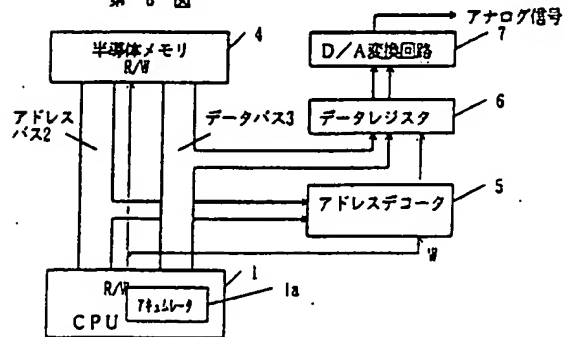 第 8 図
アナログ信号
4
7
半導体メモリ
R/W
D/A変換回路
6
アドレス
バス2
データバス3
データレジスタ
5
アドレスデコータ
W
1
R/W
1a
アキュムレータ
CPU